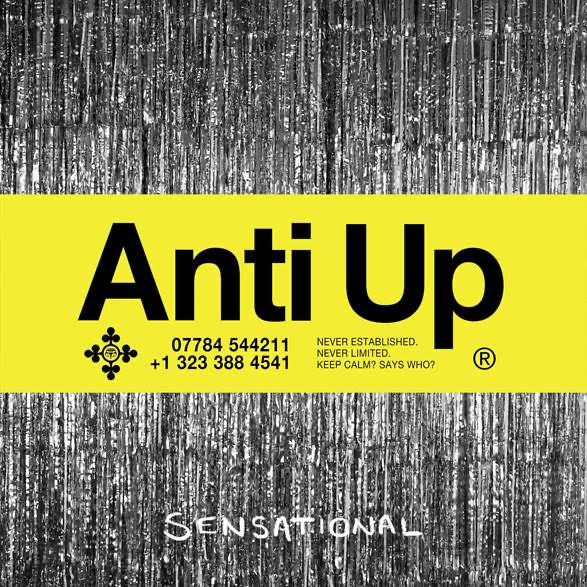 Anti Up
07784 544211
+1 323 388 4541
NEVER ESTABLISHED.
NEVER LIMITED.
KEEP CALM? SAYS WHO?
®
SENSATIONAL